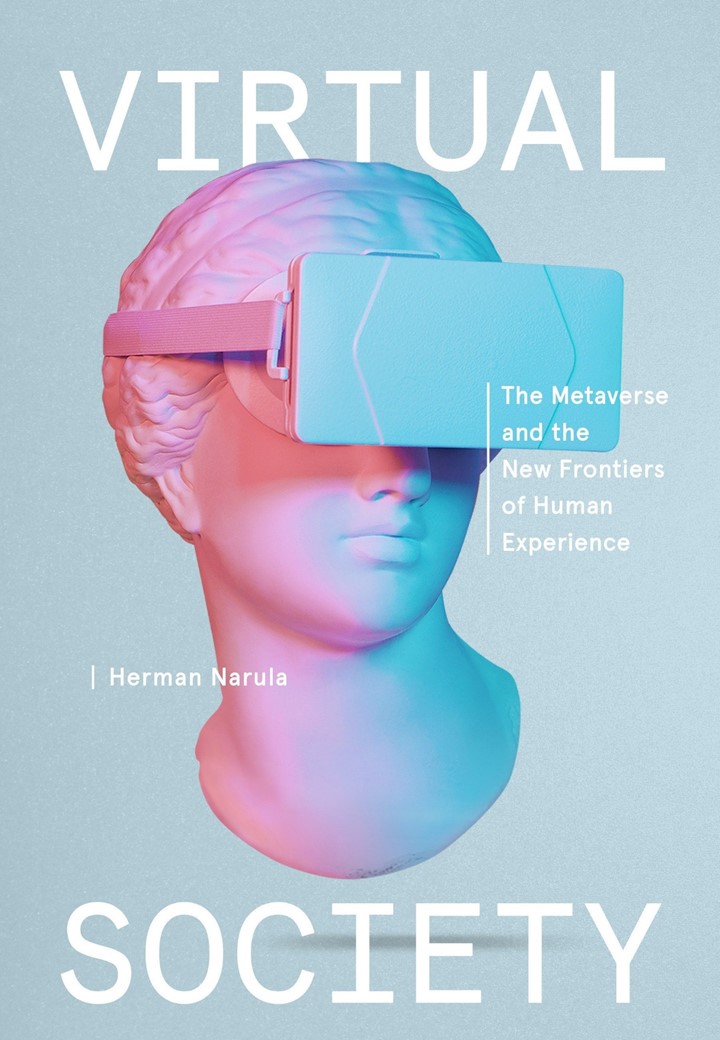 VIRTUAL
The Metaverse
and the
New Frontiers
of Human
Experience
Herman Narula
SOCIETY